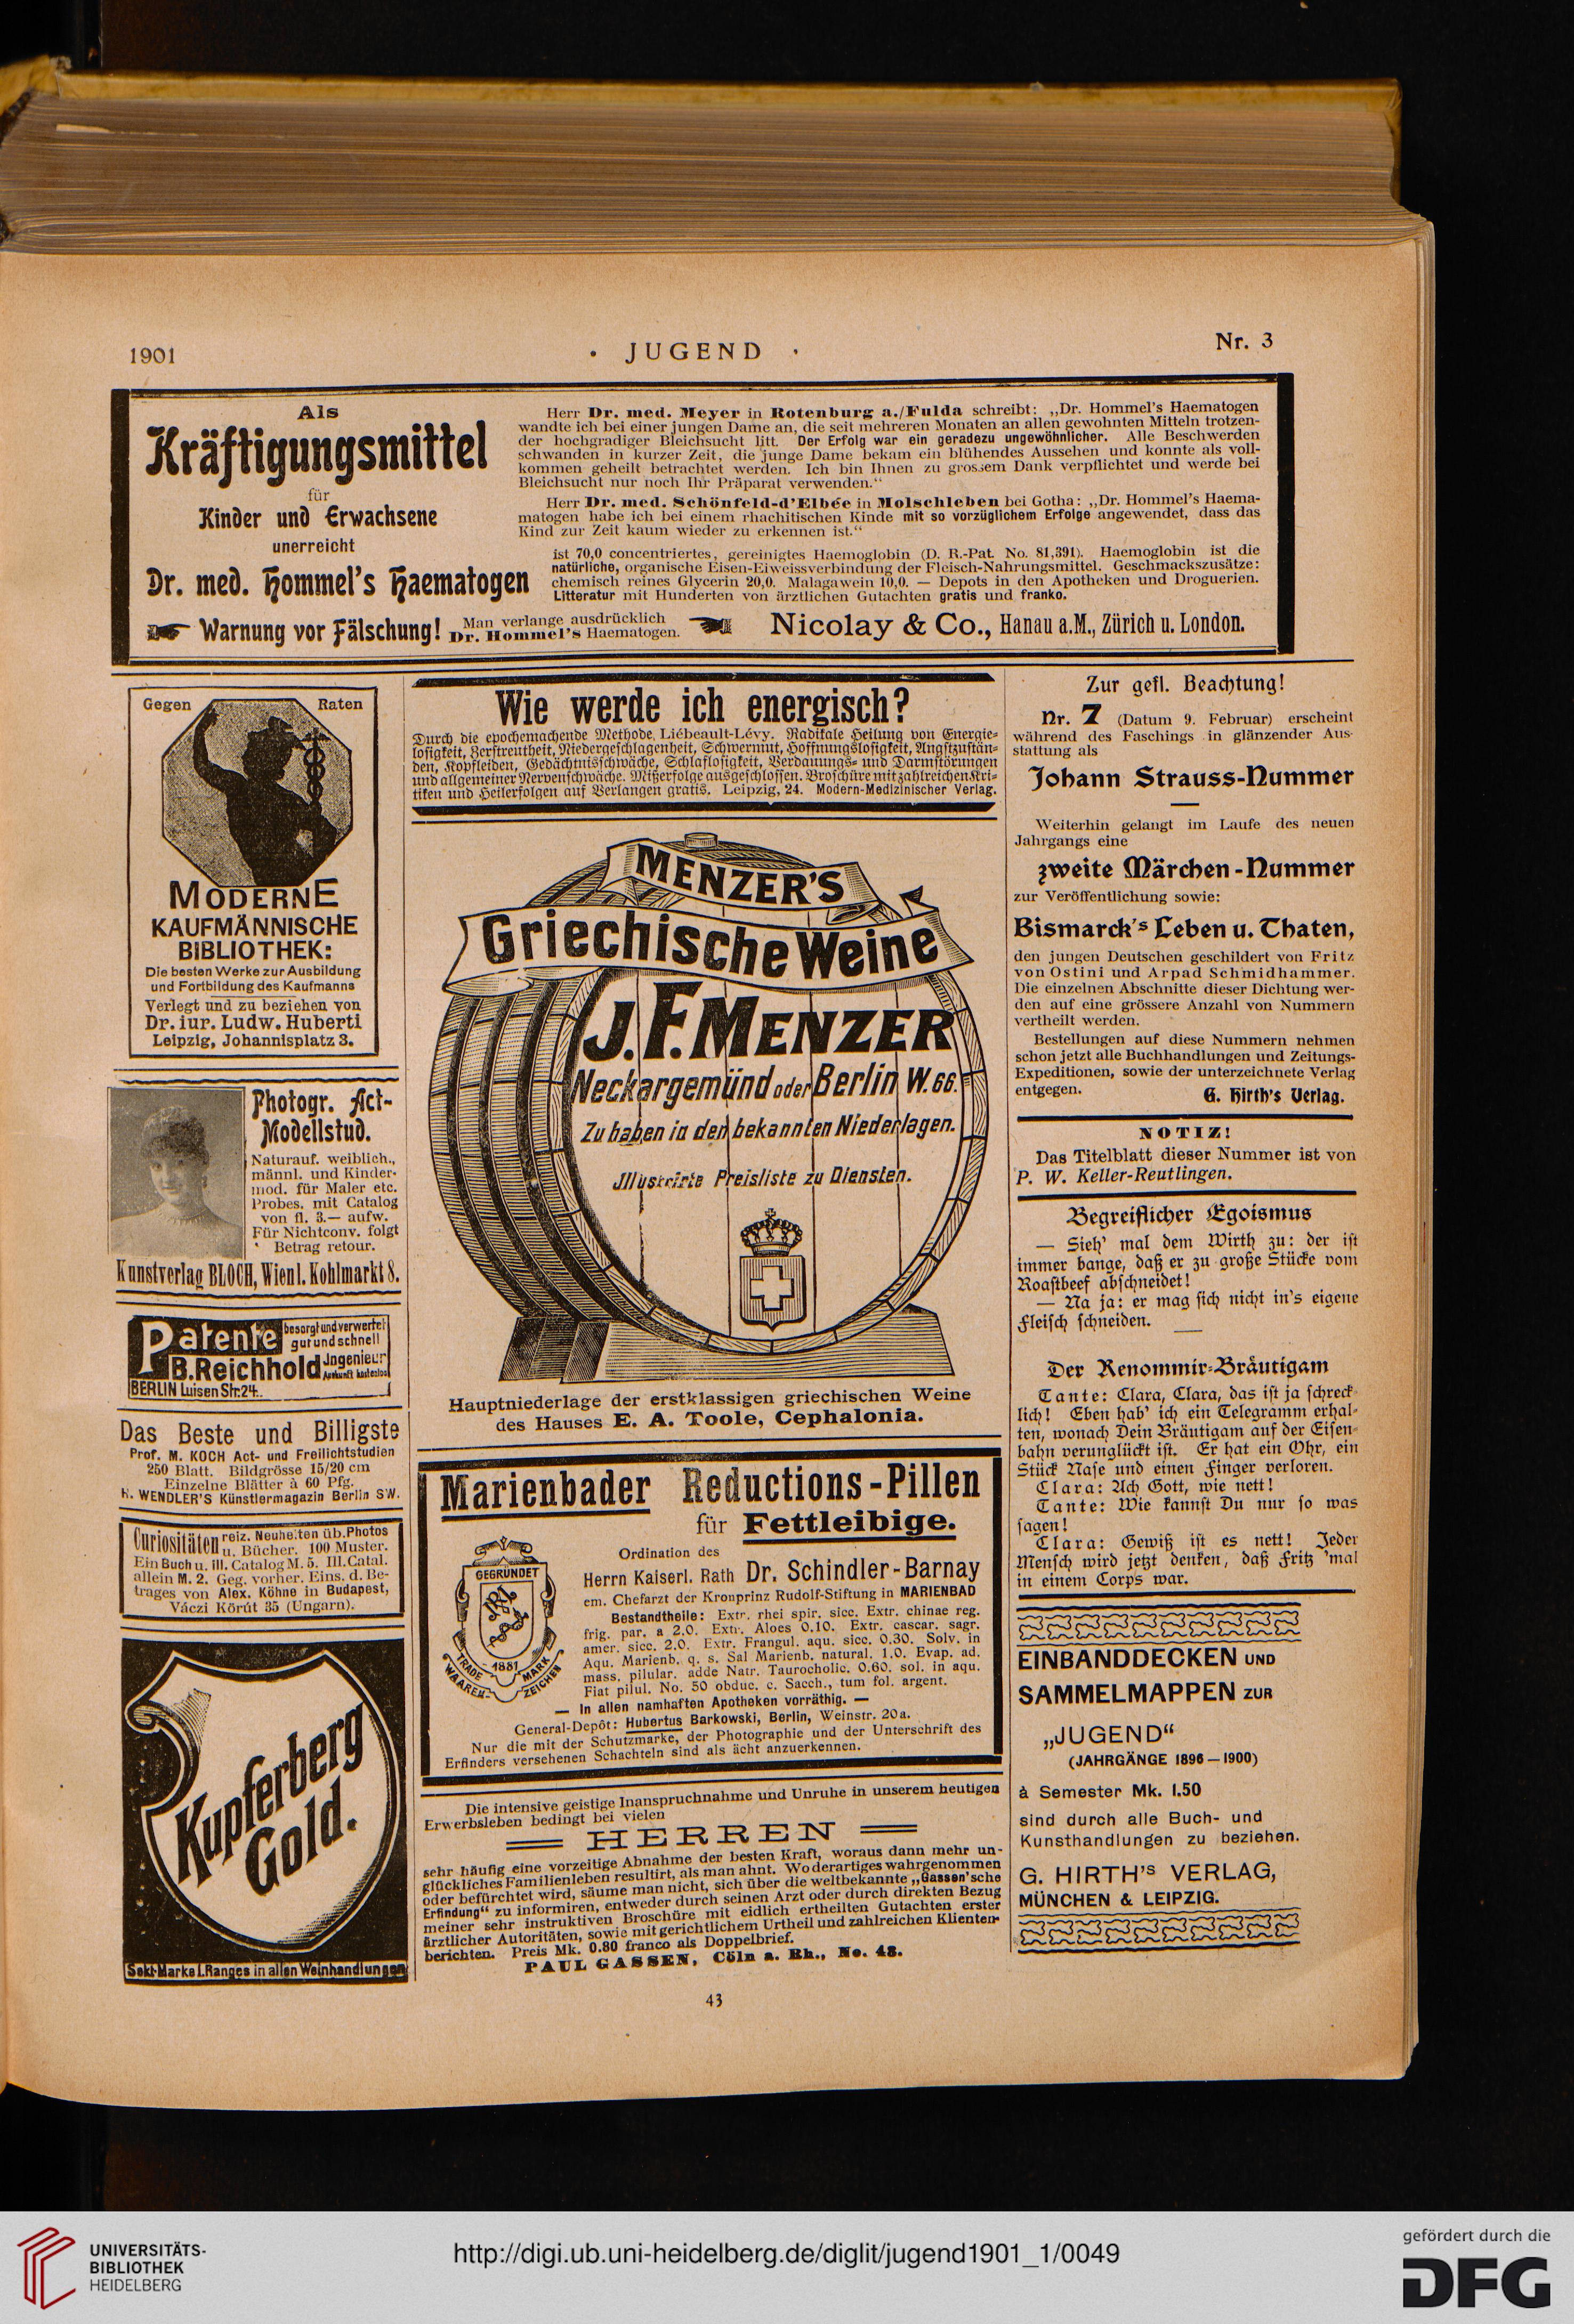 1901
• JUGEND •
Nr. 3
Als
Kräftigungsmittel
für
Kinder und Erwachsene
unerreicht
Dr. med. Hommel's Haematogen
Herr Dr. med. Meyer in Rotenburg a./Fulda schreibt: „Dr. Hommel's Haematogen
wandte ich bei einer jungen Dame an, die seit mehreren Monaten an allen gewohnten Mitteln trotzen-
der hochgradiger Bleichsucht litt. Der Erfolg war ein geradezu ungewöhnlicher. Alle Beschwerden
schwanden in kurzer Zeit, die junge Dame bekam ein blühendes Aussehen und konnte als voll-
kommen geheilt betrachtet werden. Ich bin Ihnen zu grossem Dank verpflichtet und werde bei
Bleichsucht nur noch Ihr Präparat verwenden.“
Herr Dr. med. Schönfeld-d'Elbée in Molschleben bei Gotha: „Dr. Hommel's Haema-
matogen habe ich bei einem rhachitischen Kinde mit so vorzüglichem Erfolge angewendet, dass das
Kind zur Zeit kaum wieder zu erkennen ist.“
ist 70,0 concentriertes, gereinigtes Haemoglobin (D. R.-Pat. No. 81,391). Haemoglobin ist die
natürliche, organische Eisen-Eiweissverbindung der Fleisch-Nahrungsmittel. Geschmackszusätze:
chemisch reines Glycerin 20,0. Malagawein 10,0. — Depots in den Apotheken und Droguerien.
Litteratur mit Hunderten von ärztlichen Gutachten gratis und franko.
Warnung vor Fälschung! Man verlange ausdrücklich
Dr. Hommel's Haematogen.
Nicolay & Co., Hanau a.M., Zürich u. London.
Gegen Raten
MODERNE
KAUFMÄNNISCHE
BIBLIOTHEK:
Die besten Werke zur Ausbildung
und Fortbildung des Kaufmanns
Verlegt und zu beziehen von
Dr. iur. Ludw. Huberti
Leipzig, Johannisplatz 3.
Photogr. Act-
Modellstud.
Naturauf. weiblich.,
männl. und Kinder-
mod. für Maler etc.
Probes. mit Catalog
von fl. 3.— aufw.
Für Nichtconv. folgt
Betrag retour.
Kunstverlag BLOCH, Wien I. Kohlmarkt 8.
Patente besorgt und verwertet
gut und schnell
B. Reichhold Ingenieur
Auskunft kostenlos
BERLIN Luisen Str. 24.
Das Beste und Billigste
Prof. M. KOCH Act- und Freilichtstudien
250 Blatt. Bildgrösse 15/20 cm
Einzelne Blätter à 60 Pfg.
K. WENDLER'S Künstlermagazin Berlin SW.
Curiositäten reiz. Neuheiten üb. Photos
u. Bücher. 100 Muster.
Ein Buch u. ill. Catalog M. 5. Ill. Catal.
allein M. 2. Geg. vorher. Eins. d. Be-
trages von Alex. Köhne in Budapest,
Váczi Körút 35 (Ungarn).
Kupferberg
Gold.
Sekt-Marke I. Ranges in allen Weinhandlungen
Wie werde ich energisch?
Durch die epochemachende Methode Liébeault-Lévy. Radikale Heilung von Energie-
losigkeit, Zerstreutheit, Niedergeschlagenheit, Schwermut, Hoffnungslosigkeit, Angstzustän-
den, Kopfleiden, Gedächtnisschwäche, Schlaflosigkeit, Verdauungs- und Darmstörungen
und allgemeiner Nervenschwäche. Mißerfolge ausgeschlossen. Broschüre mit zahlreichen Kri-
tiken und Heilerfolgen auf Verlangen gratis. Leipzig, 24. Modern-Medizinischer Verlag.
MENZER'S
Griechische Weine
J. F. MENZER
Neckargemünd oder Berlin W. 66.
Zu haben in den bekannten Niederlagen.
Illustrirte Preisliste zu Diensten.
Hauptniederlage der erstklassigen griechischen Weine
des Hauses E. A. Toole, Cephalonia.
Marienbader Reductions-Pillen
für Fettleibige.
GEGRÜNDET
1881
TRADE MARK
WAAREN-ZEICHEN
Ordination des
Herrn Kaiserl. Rath Dr. Schindler-Barnay
em. Chefarzt der Kronprinz Rudolf-Stiftung in MARIENBAD
Bestandtheile: Extr. rhei spir. sicc. Extr. chinae reg.
frig. par. a 2.0. Extr. Aloes 0.10. Extr. cascar. sagr.
amer. sicc. 2.0. Extr. Frangul. aqu. sicc. 0.30. Solv. in
Aqu. Marienb. q. s. Sal Marienb. natural. 1.0. Evap. ad.
mass. pilular. adde Natr. Taurocholic. 0.60. sol. in aqu.
Fiat pilul. No. 50 obduc. c. Sacch., tum fol. argent.
— In allen namhaften Apotheken vorräthig. —
General-Depôt: Hubertus Barkowski, Berlin, Weinstr. 20a.
Nur die mit der Schutzmarke, der Photographie und der Unterschrift des
Erfinders versehenen Schachteln sind als ächt anzuerkennen.
Die intensive geistige Inanspruchnahme und Unruhe in unserem heutigen
Erwerbsleben bedingt bei vielen
HERREN
sehr häufig eine vorzeitige Abnahme der besten Kraft, woraus dann mehr un-
glückliches Familienleben resultirt, als man ahnt. Wo derartiges wahrgenommen
oder befürchtet wird, säume man nicht, sich über die weltbekannte „Gassen'sche
Erfindung“ zu informiren, entweder durch seinen Arzt oder durch direkten Bezug
meiner sehr instruktiven Broschüre mit eidlich ertheilten Gutachten erster
ärztlicher Autoritäten, sowie mit gerichtlichem Urtheil und zahlreichen Klienten-
berichten. Preis Mk. 0.80 franco als Doppelbrief.
PAUL GASSEN, Cöln a. Rh., No. 43.
Zur gefl. Beachtung!
Nr. 7 (Datum 9. Februar) erscheint
während des Faschings in glänzender Aus-
stattung als
Johann Strauss-Nummer
Weiterhin gelangt im Laufe des neuen
Jahrgangs eine
zweite Märchen-Nummer
zur Veröffentlichung sowie:
Bismarck's Leben u. Thaten,
den jungen Deutschen geschildert von Fritz
von Ostini und Arpad Schmidhammer.
Die einzelnen Abschnitte dieser Dichtung wer-
den auf eine grössere Anzahl von Nummern
vertheilt werden.
Bestellungen auf diese Nummern nehmen
schon jetzt alle Buchhandlungen und Zeitungs-
Expeditionen, sowie der unterzeichnete Verlag
entgegen.
G. Hirth's Verlag.
NOTIZ!
Das Titelblatt dieser Nummer ist von
P. W. Keller-Reutlingen.
Begreiflicher Egoismus
— Sieh' mal dem Wirth zu: der ist
immer bange, daß er zu große Stücke vom
Roastbeef abschneidet!
— Na ja: er mag sich nicht in's eigene
Fleisch schneiden.
Der Renommir-Bräutigam
Tante: Clara, Clara, das ist ja schreck-
lich! Eben hab' ich ein Telegramm erhal-
ten, wonach Dein Bräutigam auf der Eisen-
bahn verunglückt ist. Er hat ein Ohr, ein
Stück Nase und einen Finger verloren.
Clara: Ach Gott, wie nett!
Tante: Wie kannst Du nur so was
sagen!
Clara: Gewiß ist es nett! Jeder
Mensch wird jetzt denken, daß Fritz 'mal
in einem Corps war.
EINBANDDECKEN UND
SAMMELMAPPEN ZUR
„JUGEND“
(JAHRGÄNGE 1896 — 1900)
à Semester Mk. 1.50
sind durch alle Buch- und
Kunsthandlungen zu beziehen.
G. HIRTH'S VERLAG,
MÜNCHEN & LEIPZIG.
43
UNIVERSITÄTS-
BIBLIOTHEK
HEIDELBERG
http://digi.ub.uni-heidelberg.de/diglit/jugend1901_1/0049
gefördert durch die
DFG